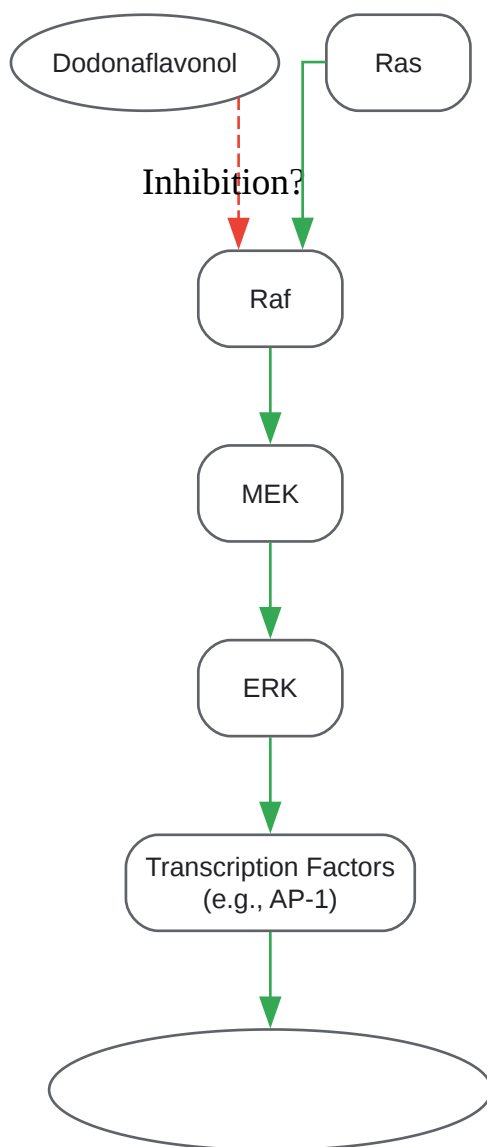 Dodonaflavonol
Ras
Inhibition?
Raf
MEK
ERK
Transcription Factors
(e.g., AP-1)